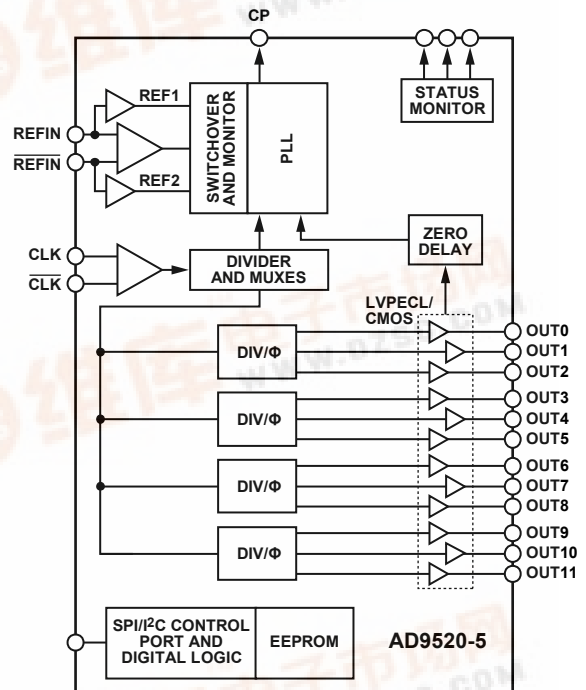 CP
STATUS
MONITOR
REF1
REFIN
REFIN
REF2
SWITCHOVER
AND MONITOR
PLL
CLK
CLK
DIVIDER
AND MUXES
ZERO
DELAY
LVPECL/
CMOS
DIV/Φ
DIV/Φ
DIV/Φ
DIV/Φ
OUT0
OUT1
OUT2
OUT3
OUT4
OUT5
OUT6
OUT7
OUT8
OUT9
OUT10
OUT11
SPI/I²C CONTROL
PORT AND
DIGITAL LOGIC
EEPROM
AD9520-5